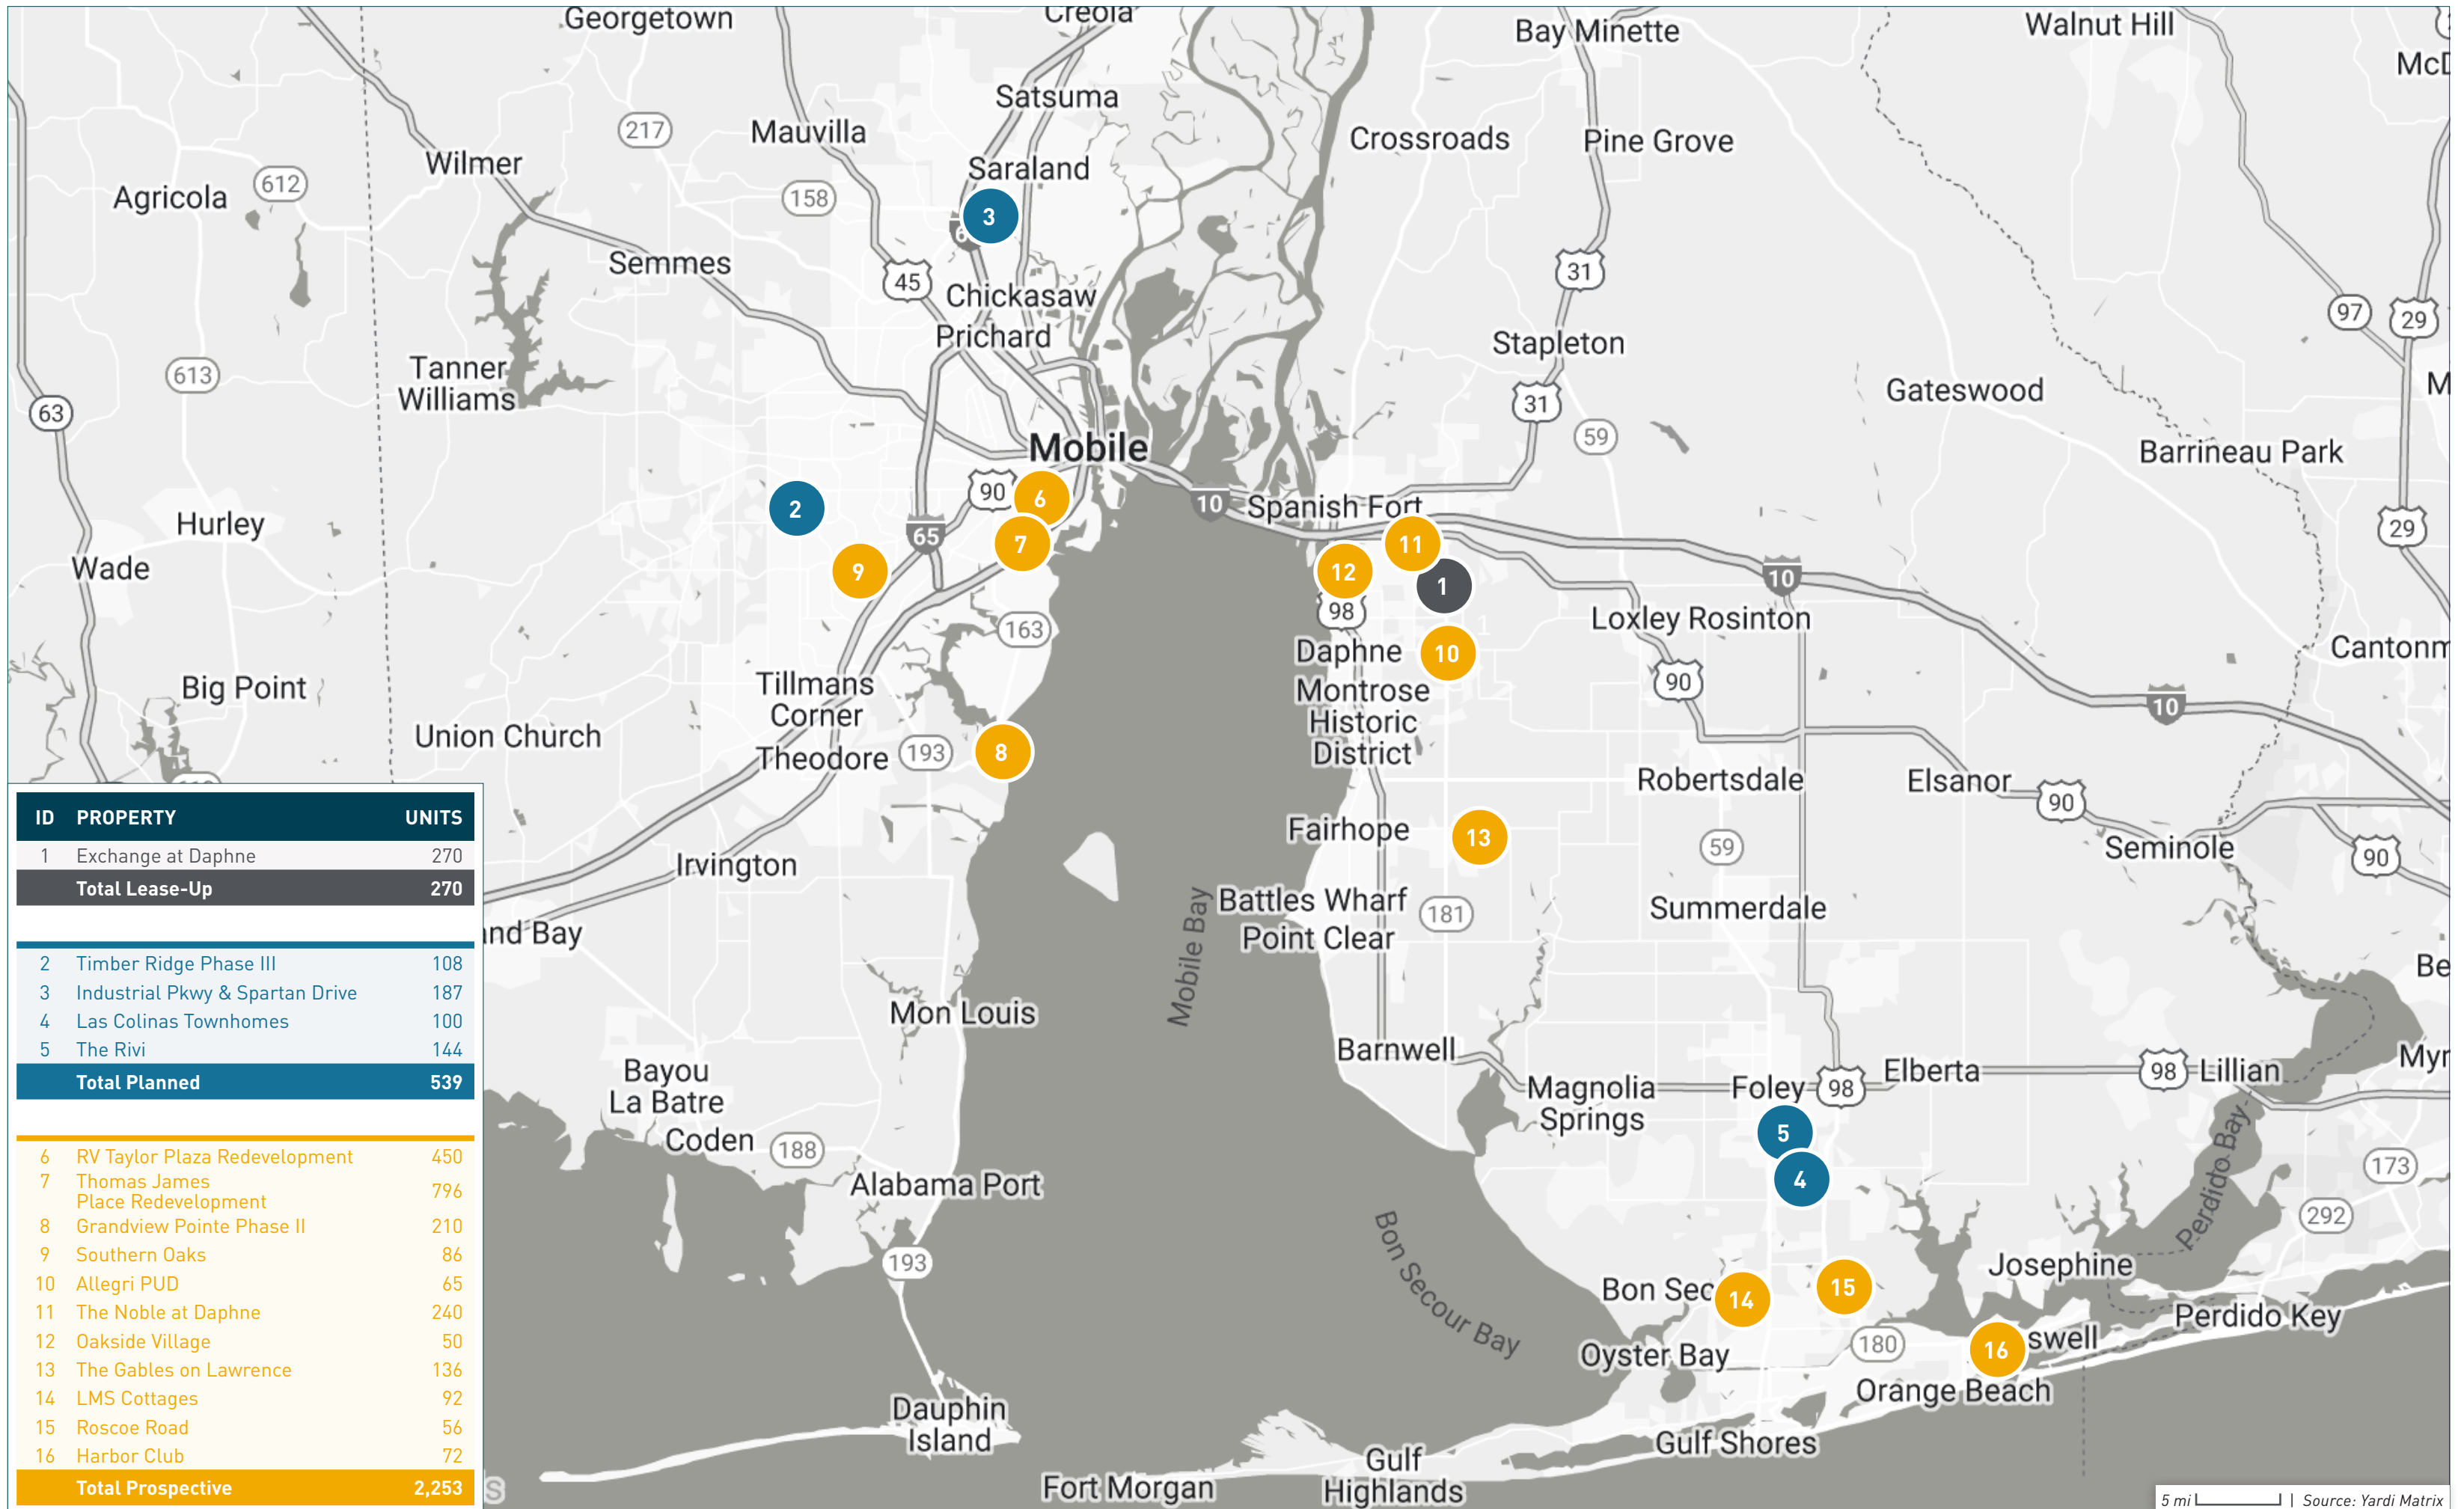 Georgetown
Creola
Bay Minette
Walnut Hill
Satsuma
217
Mauvilla
Crossroads
Pine Grove
Wilmer
Saraland
612
Agricola
158
3
Semmes
45
31
Chickasaw
97
29
Prichard
Stapleton
613
Tanner
Williams
Gateswood
63
31
59
Mobile
Barrineau Park
90
6
2
10
Spanish Fort
Hurley
29
65
7
11
Wade
9
12
1
10
98
Loxley Rosinton
163
Daphne
10
Cantonm
Big Point
Tillmans
Corner
Montrose
Historic
District
90
10
Union Church
Theodore
193
8
Robertsdale
Elsanor
90
Fairhope
13
59
Seminole
90
Irvington
Battles Wharf
181
Summerdale
Point Clear
Mobile Bay
and Bay
Mon Louis
Barnwell
Bayou
La Batre
Magnolia
Springs
Foley
98
Elberta
98
Lillian
Coden
188
5
4
Alabama Port
Perdido Bay
173
292
193
Bon Secour Bay
Bon Sec
14
15
Josephine
Perdido Key
Oyster Bay
180
16
swell
Orange Beach
Dauphin
Island
Gulf Shores
Fort Morgan
Gulf
Highlands
ID PROPERTY UNITS
1 Exchange at Daphne 270
Total Lease-Up 270
2 Timber Ridge Phase III 108
3 Industrial Pkwy & Spartan Drive 187
4 Las Colinas Townhomes 100
5 The Rivi 144
Total Planned 539
6 RV Taylor Plaza Redevelopment 450
7 Thomas James
Place Redevelopment 796
8 Grandview Pointe Phase II 210
9 Southern Oaks 86
10 Allegri PUD 65
11 The Noble at Daphne 240
12 Oakside Village 50
13 The Gables on Lawrence 136
14 LMS Cottages 92
15 Roscoe Road 56
16 Harbor Club 72
Total Prospective 2,253
5 mi | Source: Yardi Matrix